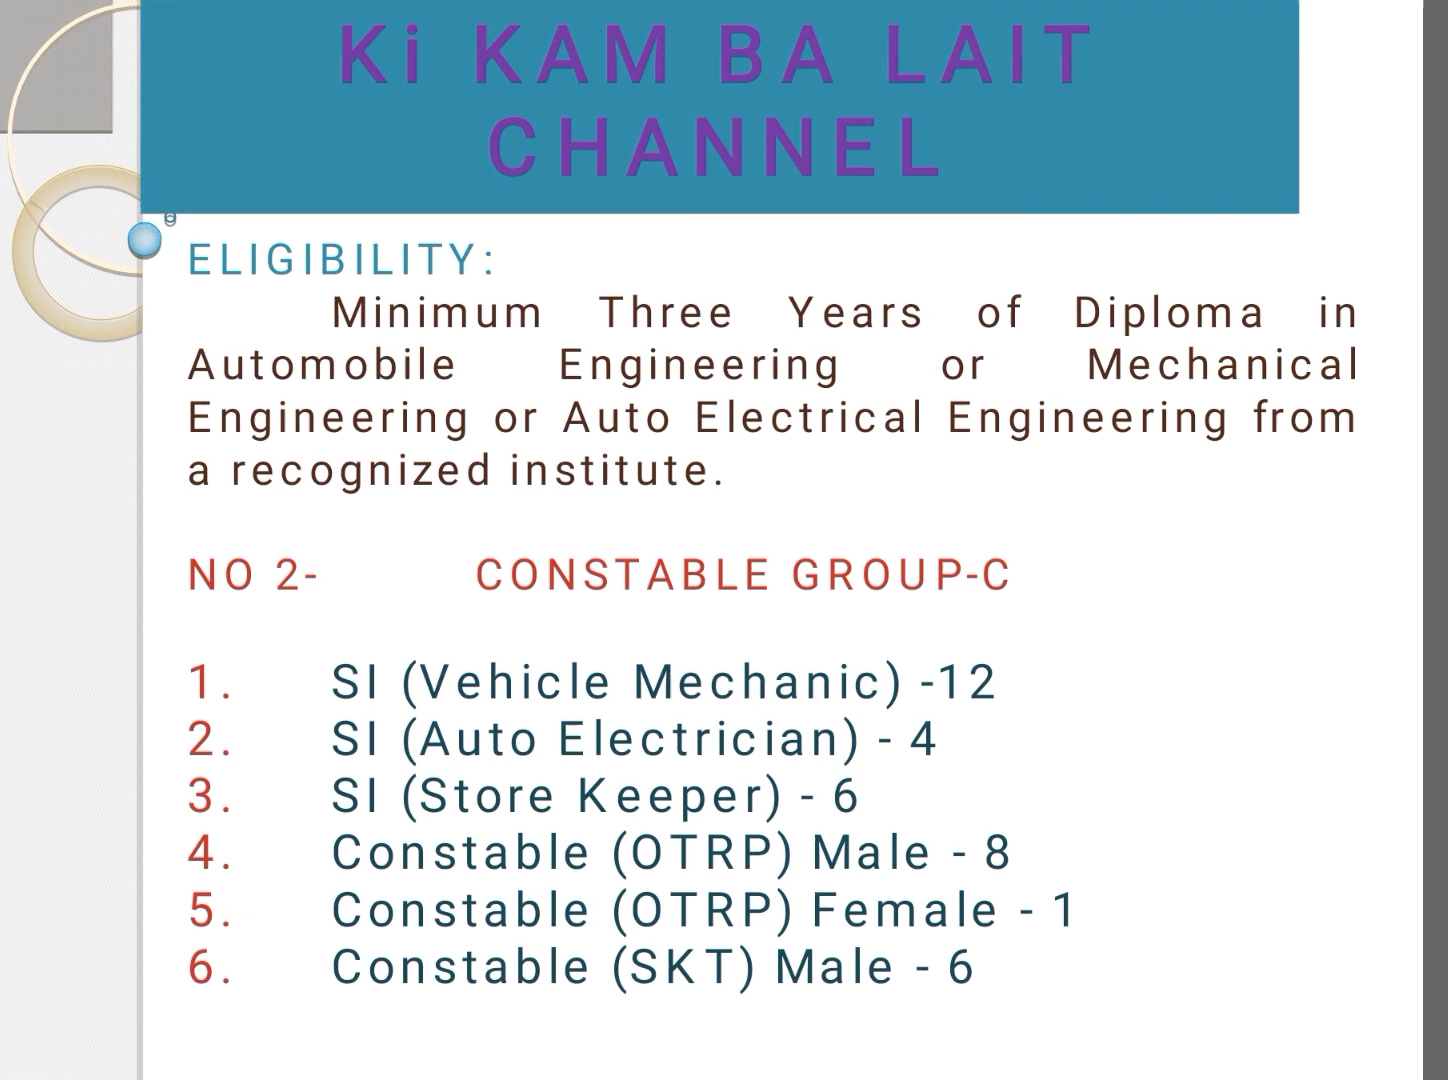 Ki KAM BA LAIT
CHANNEL
ELIGIBILITY:
Minimum Three Years of Diploma in
Automobile Engineering or Mechanical
Engineering or Auto Electrical Engineering from
a recognized institute.
NO 2- CONSTABLE GROUP-C
1. SI (Vehicle Mechanic) -12
2. SI (Auto Electrician) - 4
3. SI (Store Keeper) - 6
4. Constable (OTRP) Male - 8
5. Constable (OTRP) Female - 1
6. Constable (SKT) Male - 6